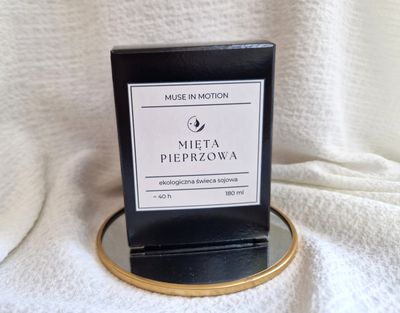 MUSE IN MOTION
MIĘTA
PIEPRZOWA
ekologiczna świeca sojowa
~ 40 h 180 ml